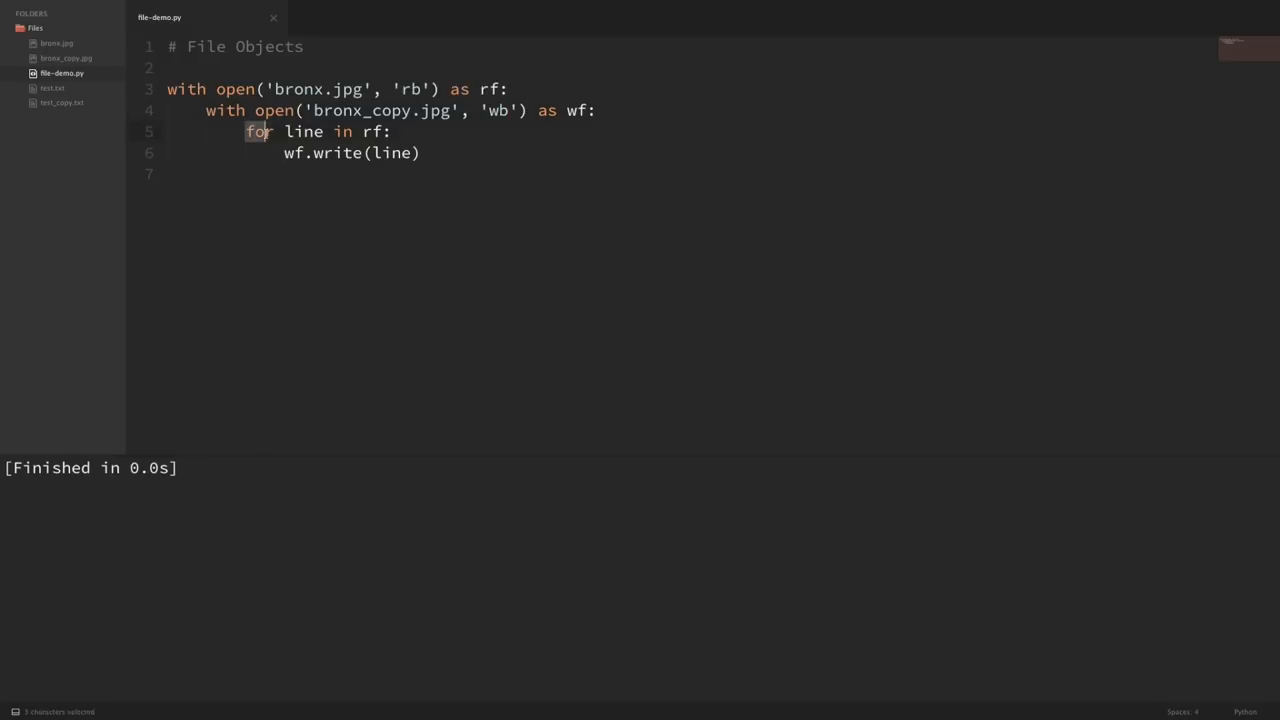 FOLDERS
Files
bronx.jpg
bronx_copy.jpg
file-demo.py
test.txt
test_copy.txt
file-demo.py
1 # File Objects
2
3 with open('bronx.jpg', 'rb') as rf:
4 with open('bronx_copy.jpg', 'wb') as wf:
5 for line in rf:
6 wf.write(line)
7
[Finished in 0.0s]
3 characters selected
Spaces: 4
Python